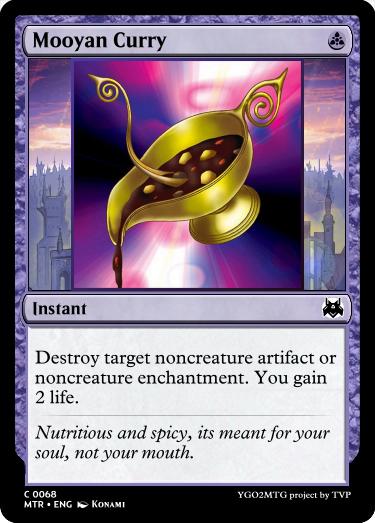 Mooyan Curry
Instant
Destroy target noncreature artifact or
noncreature enchantment. You gain
2 life.
Nutritious and spicy, its meant for your
soul, not your mouth.
C 0068
MTR • ENG Konami
YGO2MTG project by TVP